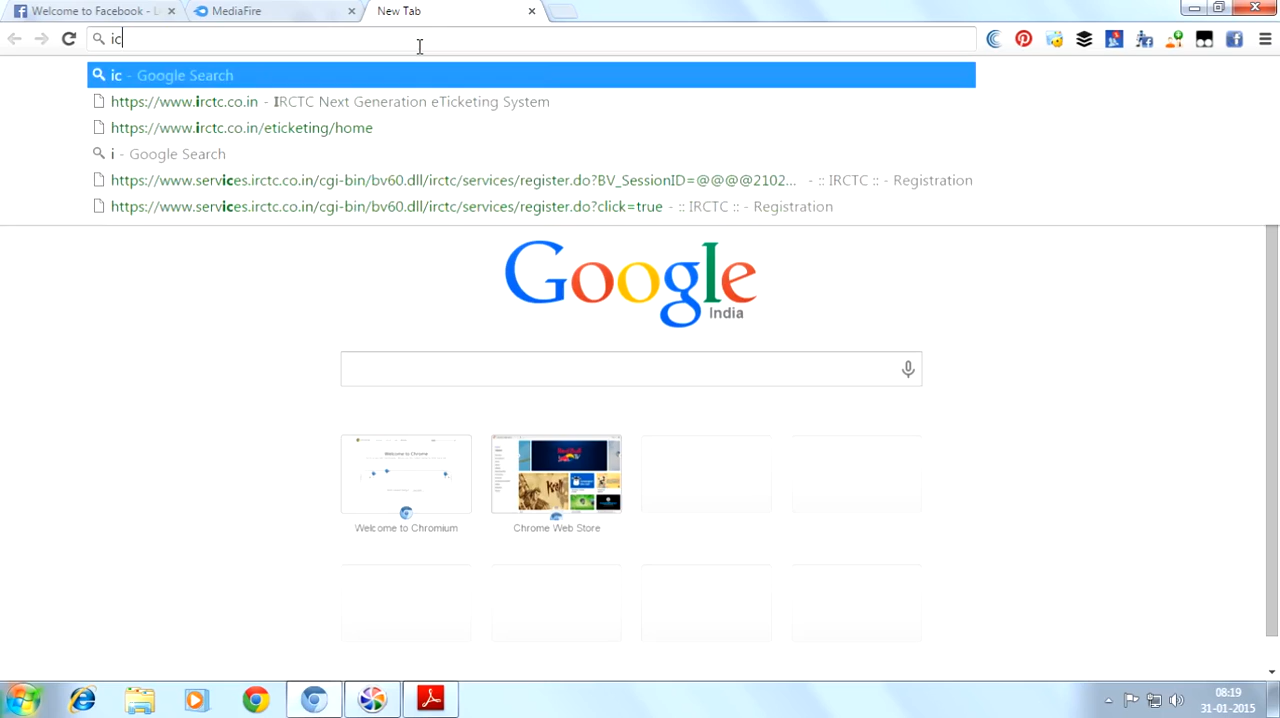 Welcome to Facebook - L
MediaFire
New Tab
ic
ic - Google Search
https://www.irctc.co.in - IRCTC Next Generation eTicketing System
https://www.irctc.co.in/eticketing/home
i - Google Search
https://www.services.irctc.co.in/cgi-bin/bv60.dll/irctc/services/register.do?BV_SessionID=@@@@2102... - :: IRCTC :: - Registration
https://www.services.irctc.co.in/cgi-bin/bv60.dll/irctc/services/register.do?click=true - :: IRCTC :: - Registration
Google
India
Welcome to Chromium
Chrome Web Store
08:19
31-01-2015